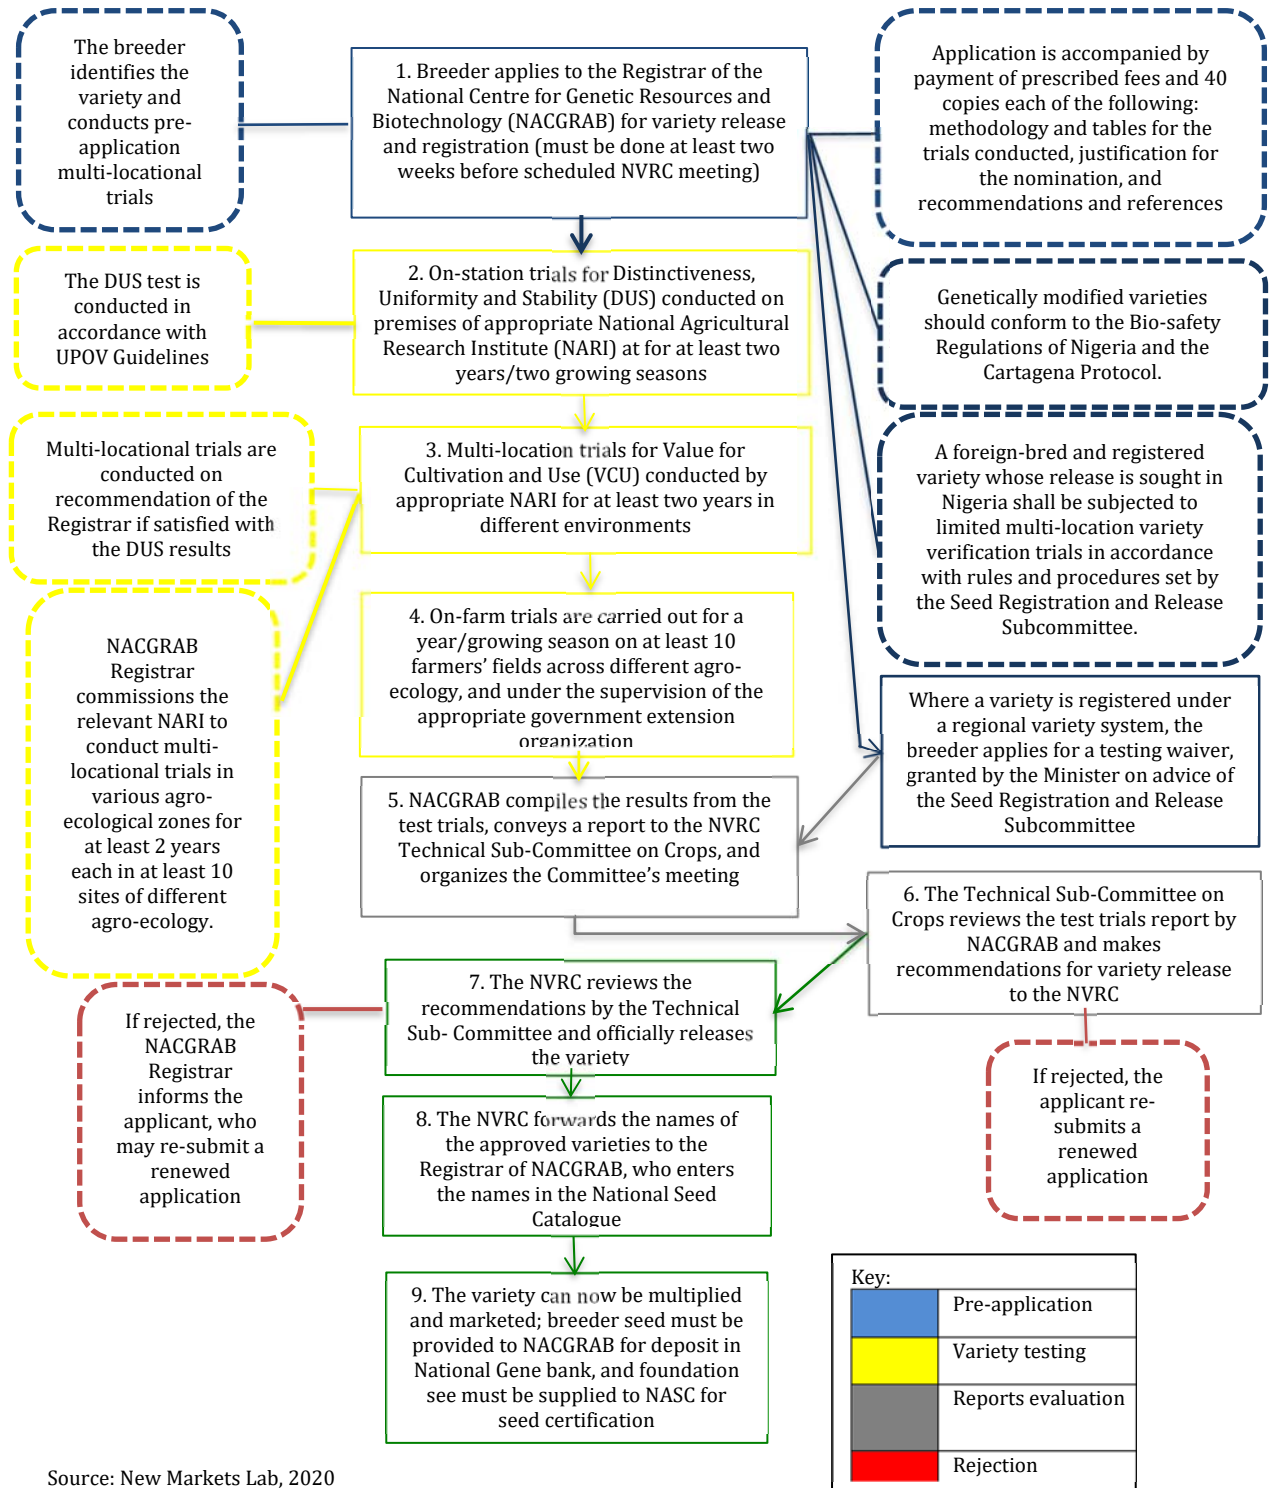 The breeder
identifies the
variety and
conducts pre-
application
multi-locational
trials
1. Breeder applies to the Registrar of the
National Centre for Genetic Resources and
Biotechnology (NACGRAB) for variety release
and registration (must be done at least two
weeks before scheduled NVRC meeting)
Application is accompanied by
payment of prescribed fees and 40
copies each of the following:
methodology and tables for the
trials conducted, justification for
the nomination, and
recommendations and references
The DUS test is
conducted in
accordance with
UPOV Guidelines
2. On-station trials for Distinctiveness,
Uniformity and Stability (DUS) conducted on
premises of appropriate National Agricultural
Research Institute (NARI) at for at least two
years/two growing seasons
Genetically modified varieties
should conform to the Bio-safety
Regulations of Nigeria and the
Cartagena Protocol.
Multi-locational trials are
conducted on
recommendation of the
Registrar if satisfied with
the DUS results
3. Multi-location trials for Value for
Cultivation and Use (VCU) conducted by
appropriate NARI for at least two years in
different environments
A foreign-bred and registered
variety whose release is sought in
Nigeria shall be subjected to
limited multi-location variety
verification trials in accordance
with rules and procedures set by
the Seed Registration and Release
Subcommittee.
NACGRAB
Registrar
commissions the
relevant NARI to
conduct multi-
locational trials in
various agro-
ecological zones for
at least 2 years
each in at least 10
sites of different
agro-ecology.
4. On-farm trials are carried out for a
year/growing season on at least 10
farmers' fields across different agro-
ecology, and under the supervision of the
appropriate government extension
organization
Where a variety is registered under
a regional variety system, the
breeder applies for a testing waiver,
granted by the Minister on advice of
the Seed Registration and Release
Subcommittee
5. NACGRAB compiles the results from the
test trials, conveys a report to the NVRC
Technical Sub-Committee on Crops, and
organizes the Committee's meeting
6. The Technical Sub-Committee on
Crops reviews the test trials report by
NACGRAB and makes
recommendations for variety release
to the NVRC
7. The NVRC reviews the
recommendations by the Technical
Sub- Committee and officially releases
the variety
If rejected, the
NACGRAB
Registrar
informs the
applicant, who
may re-submit a
renewed
application
If rejected, the
applicant re-
submits a
renewed
application
8. The NVRC forwards the names of
the approved varieties to the
Registrar of NACGRAB, who enters
the names in the National Seed
Catalogue
9. The variety can now be multiplied
and marketed; breeder seed must be
provided to NACGRAB for deposit in
National Gene bank, and foundation
see must be supplied to NASC for
seed certification
Key:
Pre-application
Variety testing
Reports evaluation
Rejection
Source: New Markets Lab, 2020